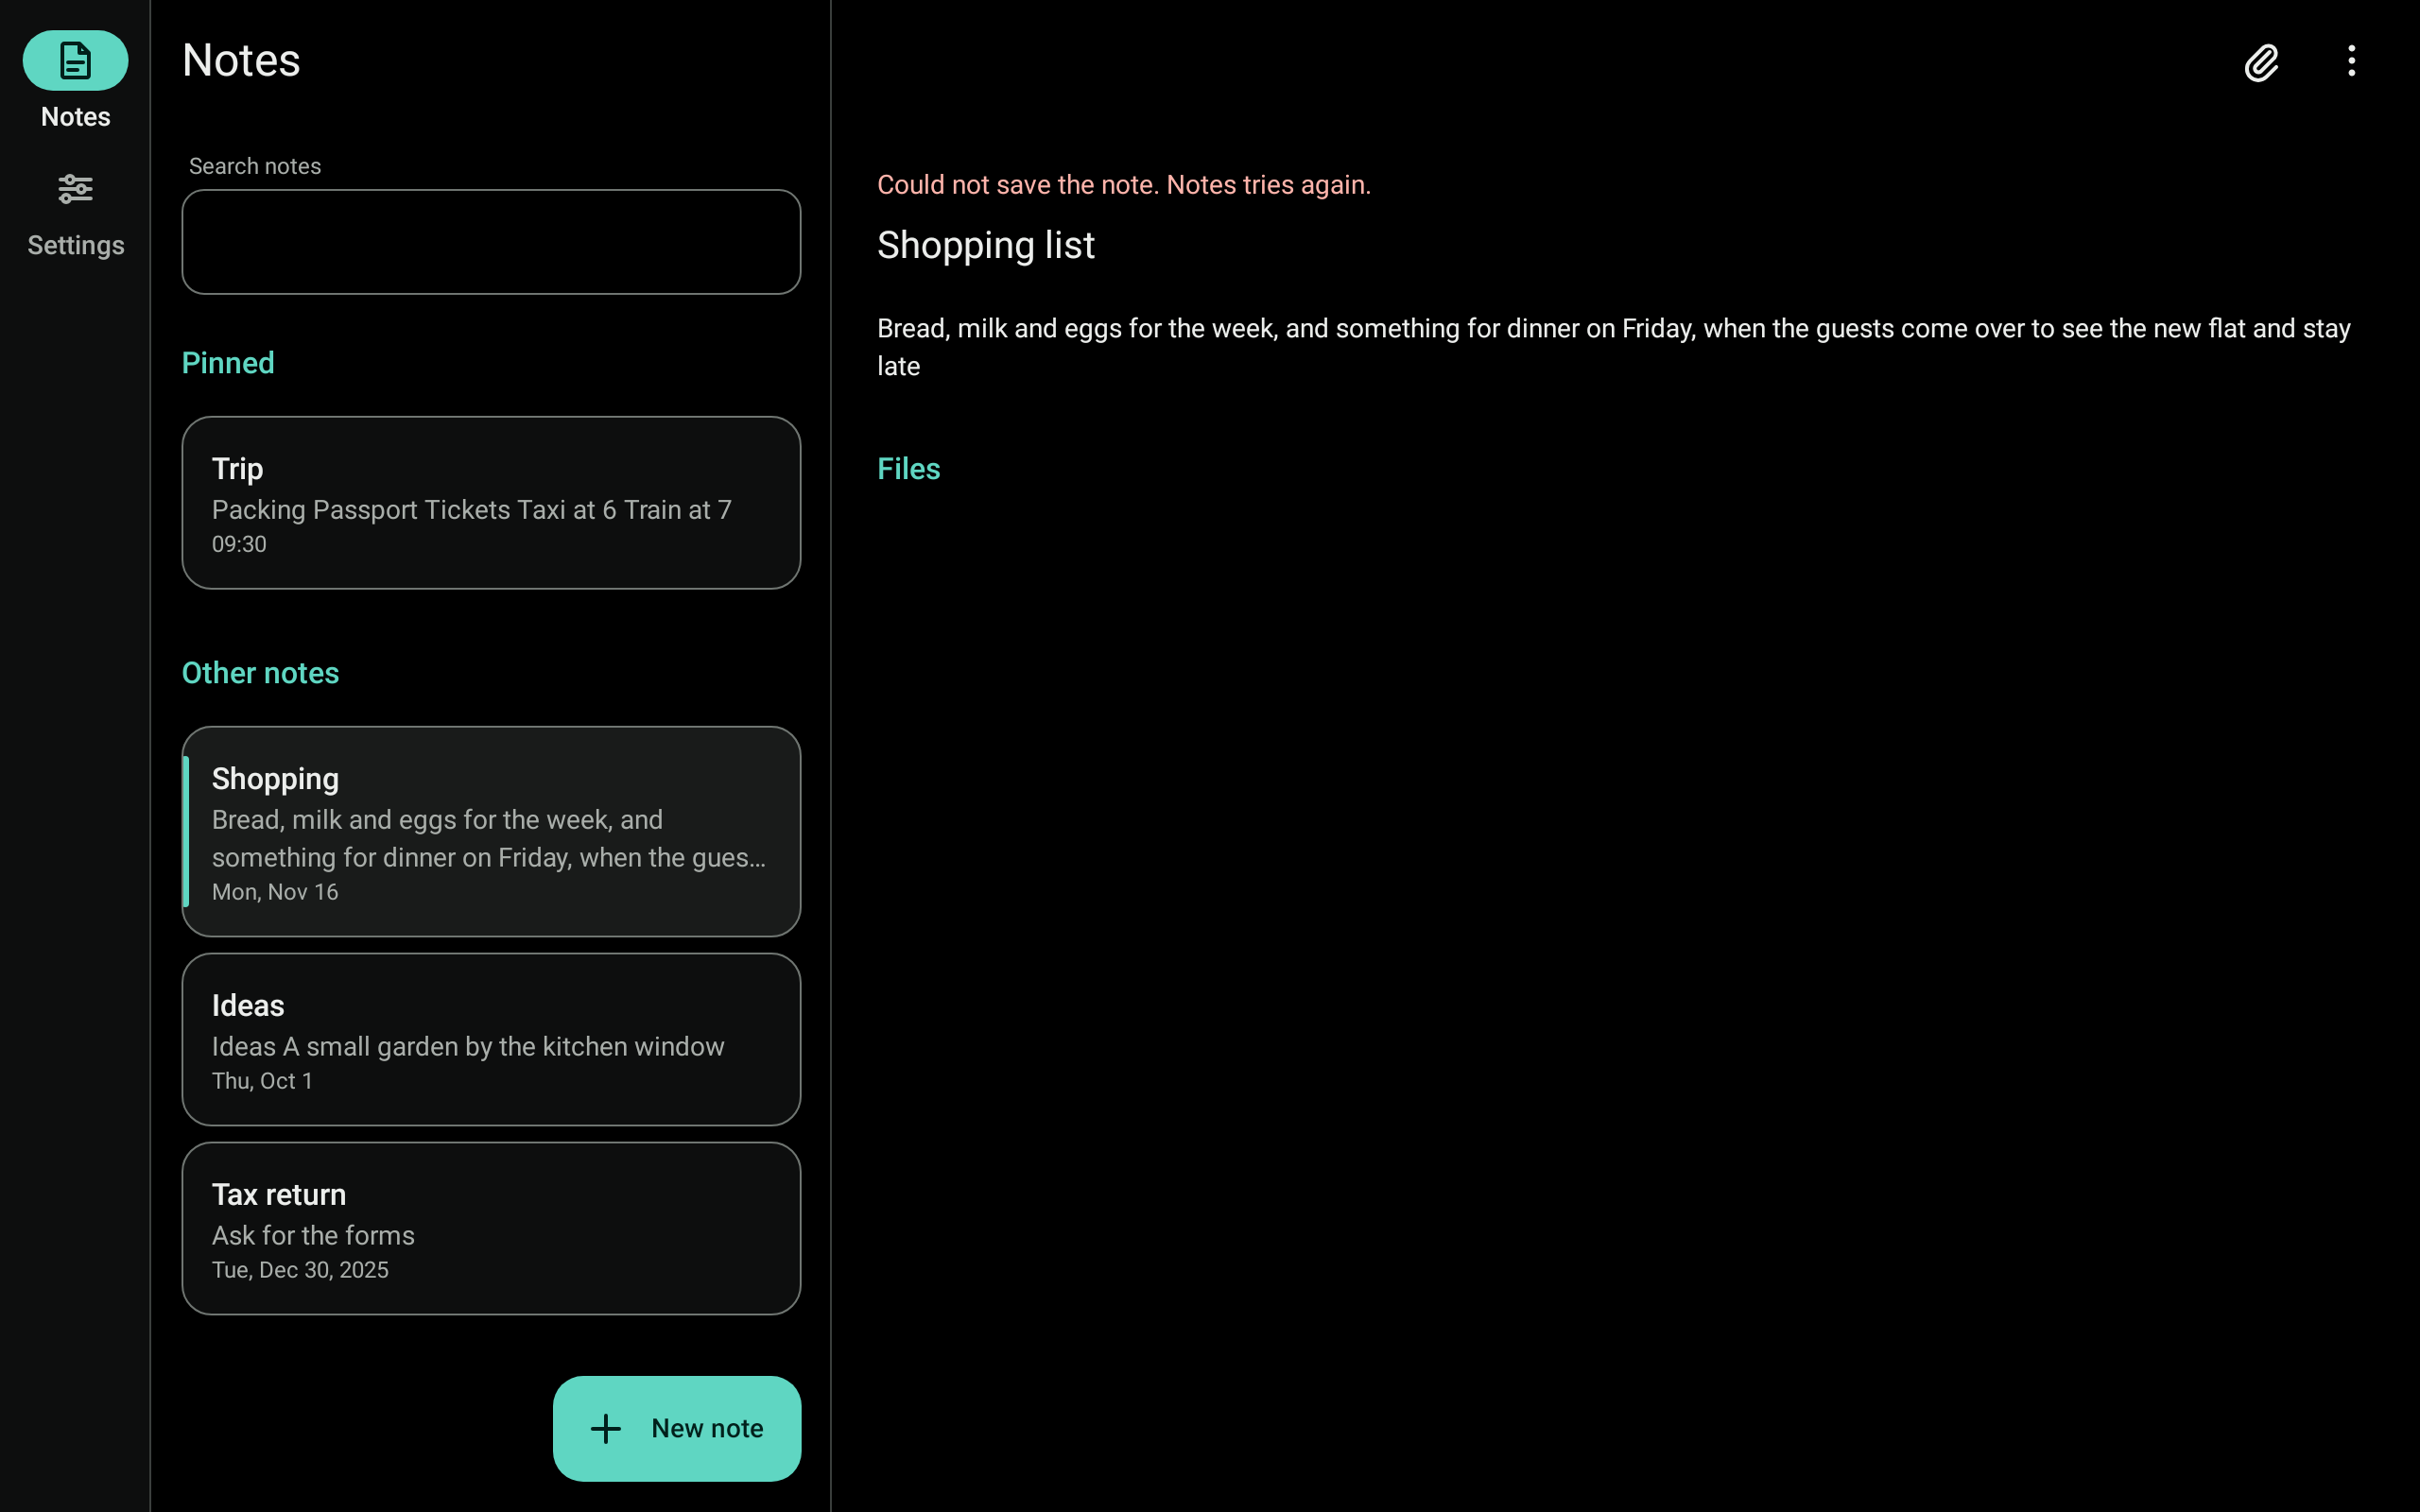 Notes
Settings
Notes
Search notes
Pinned
Trip
Packing Passport Tickets Taxi at 6 Train at 7
09:30
Other notes
Shopping
Bread, milk and eggs for the week, and
something for dinner on Friday, when the gues…
Mon, Nov 16
Ideas
Ideas A small garden by the kitchen window
Thu, Oct 1
Tax return
Ask for the forms
Tue, Dec 30, 2025
New note
Could not save the note. Notes tries again.
Shopping list
Bread, milk and eggs for the week, and something for dinner on Friday, when the guests come over to see the new flat and stay
late
Files